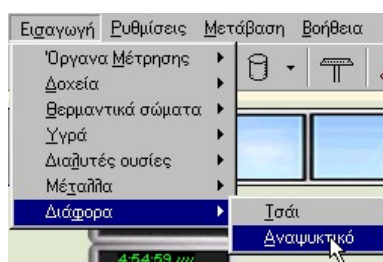 Εισαγωγή Ρυθμίσεις Μετάβαση Βοήθεια
Όργανα Μέτρησης
Δοχεία
Θερμαντικά σώματα
Υγρά
Διαλυτές ουσίες
Μέταλλα
Διάφορα
Τσάι
Αναψυκτικό
4:54:59